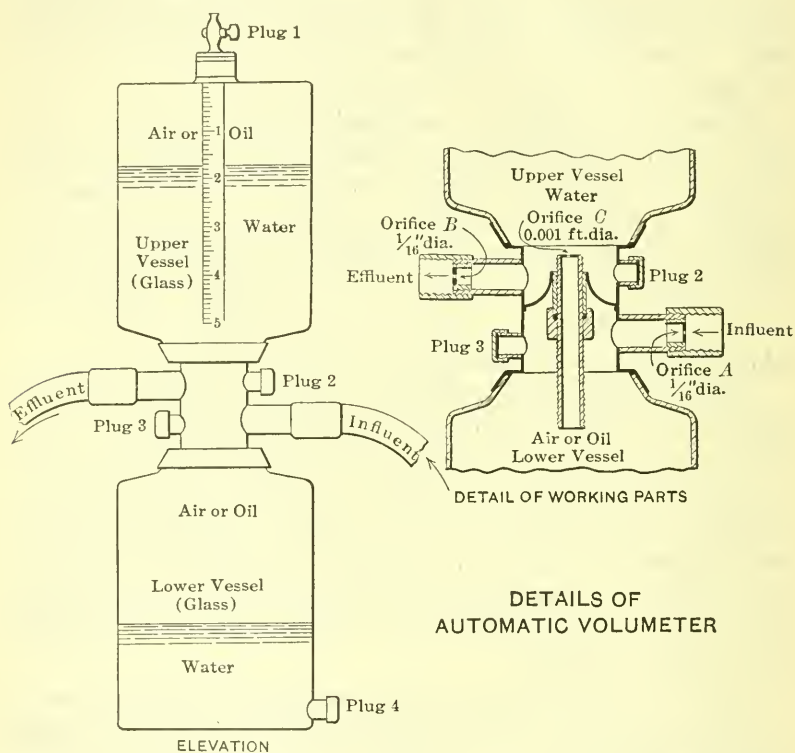 Plug 1
Air or Oil
1
2
3
4
5
Water
Upper
Vessel
(Glass)
Effluent
Plug 2
Plug 3
Influent
Air or Oil
Lower Vessel
(Glass)
Water
Plug 4
ELEVATION
Upper Vessel
Water
Orifice B
1/16" dia.
Orifice C
0.001 ft. dia.
Effluent
Plug 2
Plug 3
Influent
Orifice A
1/16" dia.
Air or Oil
Lower Vessel
DETAIL OF WORKING PARTS
DETAILS OF
AUTOMATIC VOLUMETER